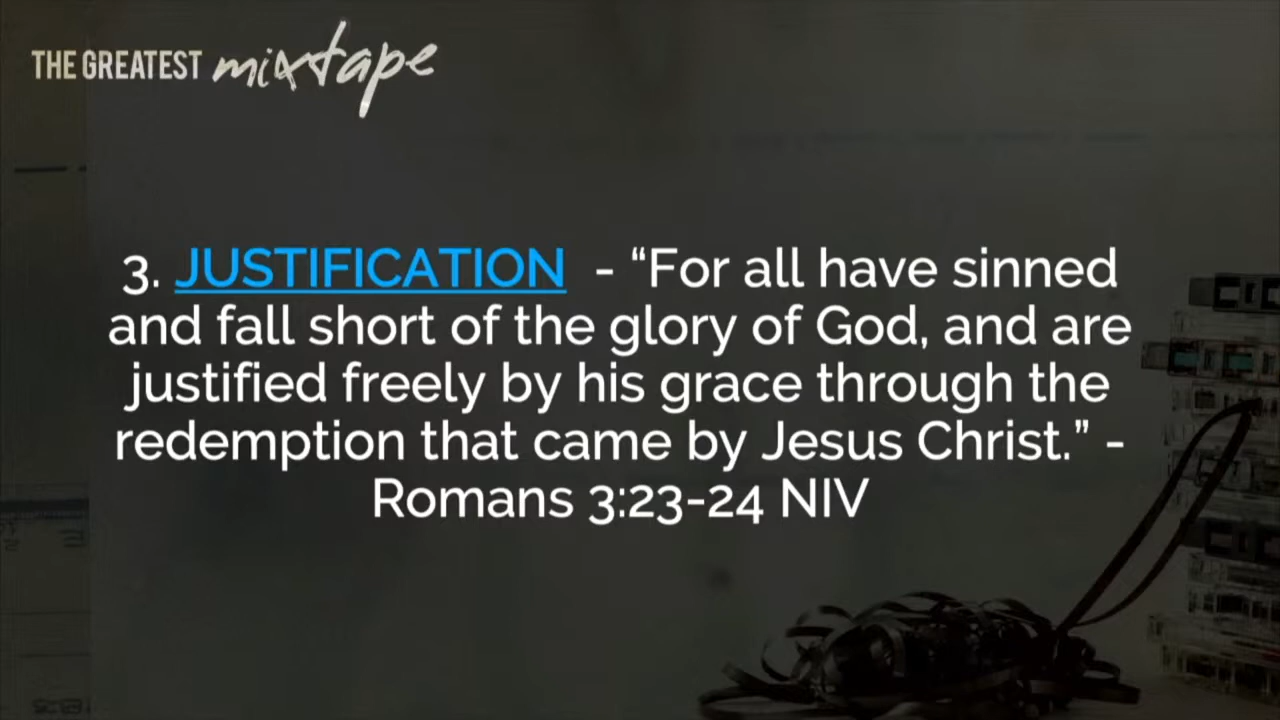 THE GREATEST mixtape
3. JUSTIFICATION - “For all have sinned
and fall short of the glory of God, and are
justified freely by his grace through the
redemption that came by Jesus Christ.” -
Romans 3:23-24 NIV